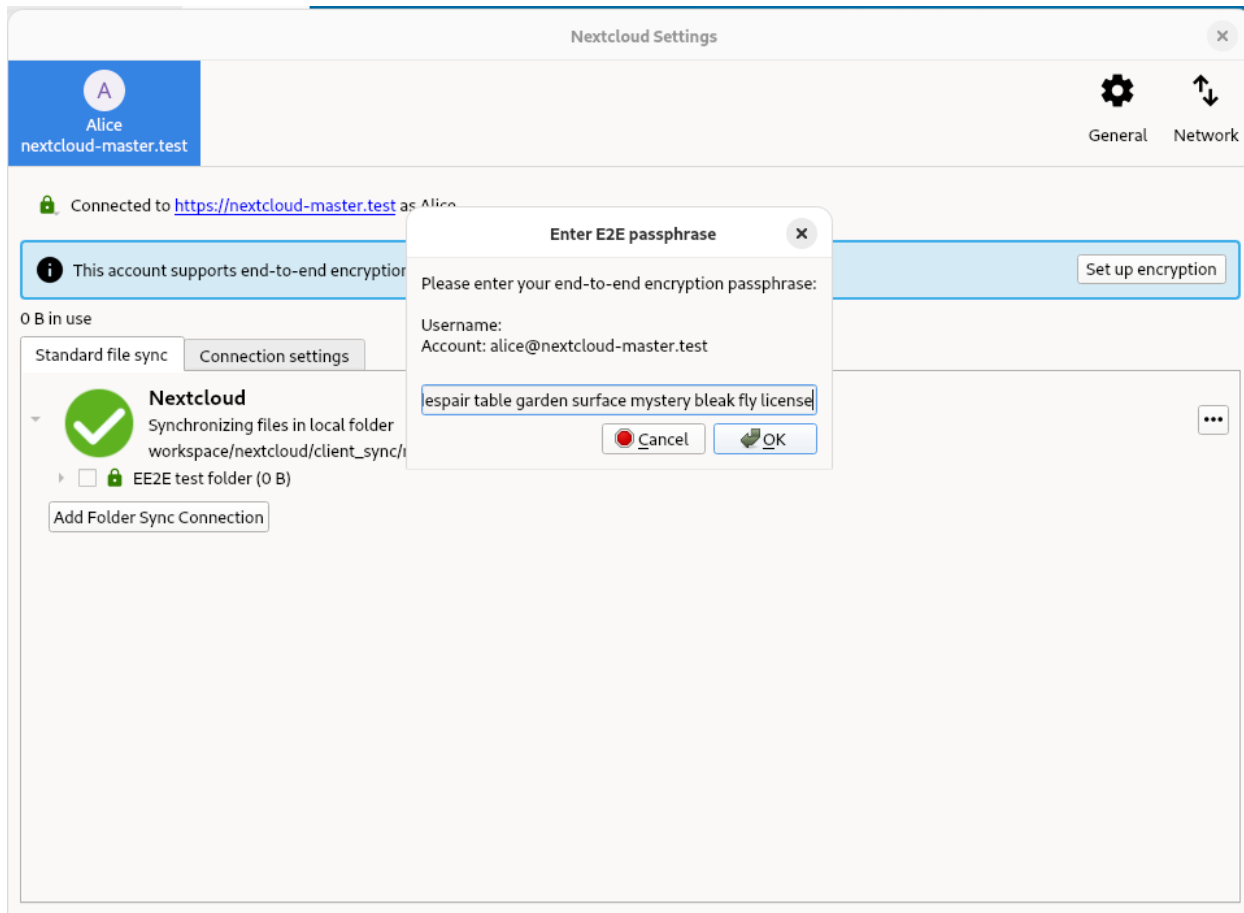 Nextcloud Settings
A
Alice
nextcloud-master.test
General
Network
Connected to https://nextcloud-master.test as Alice
Enter E2E passphrase
This account supports end-to-end encryption
Set up encryption
Please enter your end-to-end encryption passphrase:
Username:
Account: alice@nextcloud-master.test
0 B in use
Standard file sync
Connection settings
table garden surface mystery bleak fly license
Cancel
OK
Nextcloud
Synchronizing files in local folder
workspace/nextcloud/client_sync/
EE2E test folder (0 B)
Add Folder Sync Connection